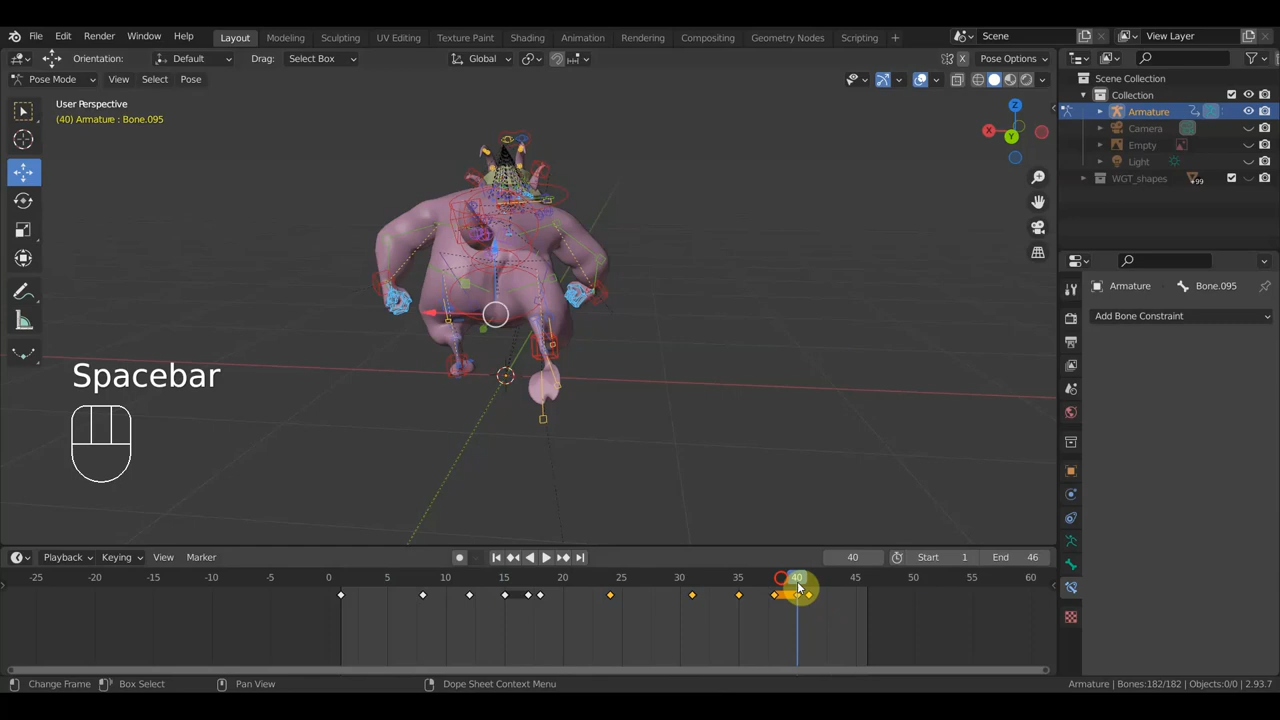 File Edit Render Window Help Layout Modeling Sculpting UV Editing Texture Paint Shading Animation Rendering Compositing Geometry Nodes Scripting + Scene View Layer
Orientation: Default Drag: Select Box Global Pose Options
Pose Mode View Select Pose
User Perspective
(40) Armature : Bone.095
Scene Collection
Collection
Armature
Camera
Empty
Light
WGT_shapes 99
Z
X
Y
Armature Bone.095
Add Bone Constraint
Spacebar
Playback Keying View Marker 40 Start 1 End 46
-25 -20 -15 -10 -5 0 5 10 15 20 25 30 35 40 45 50 55 60
Change Frame Box Select Pan View Dope Sheet Context Menu Armature | Bones:182/182 | Objects:0/0 | 2.93.7